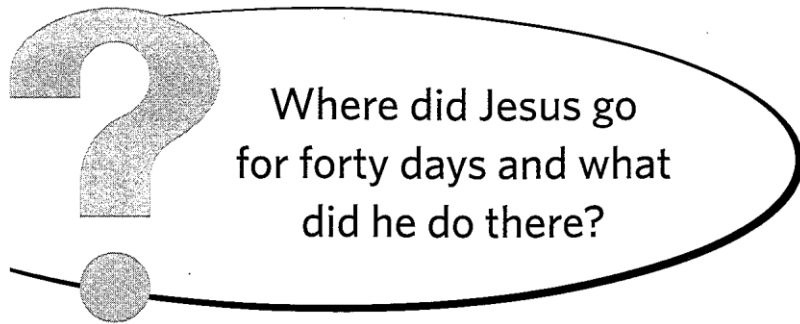 Where did Jesus go
for forty days and what
did he do there?